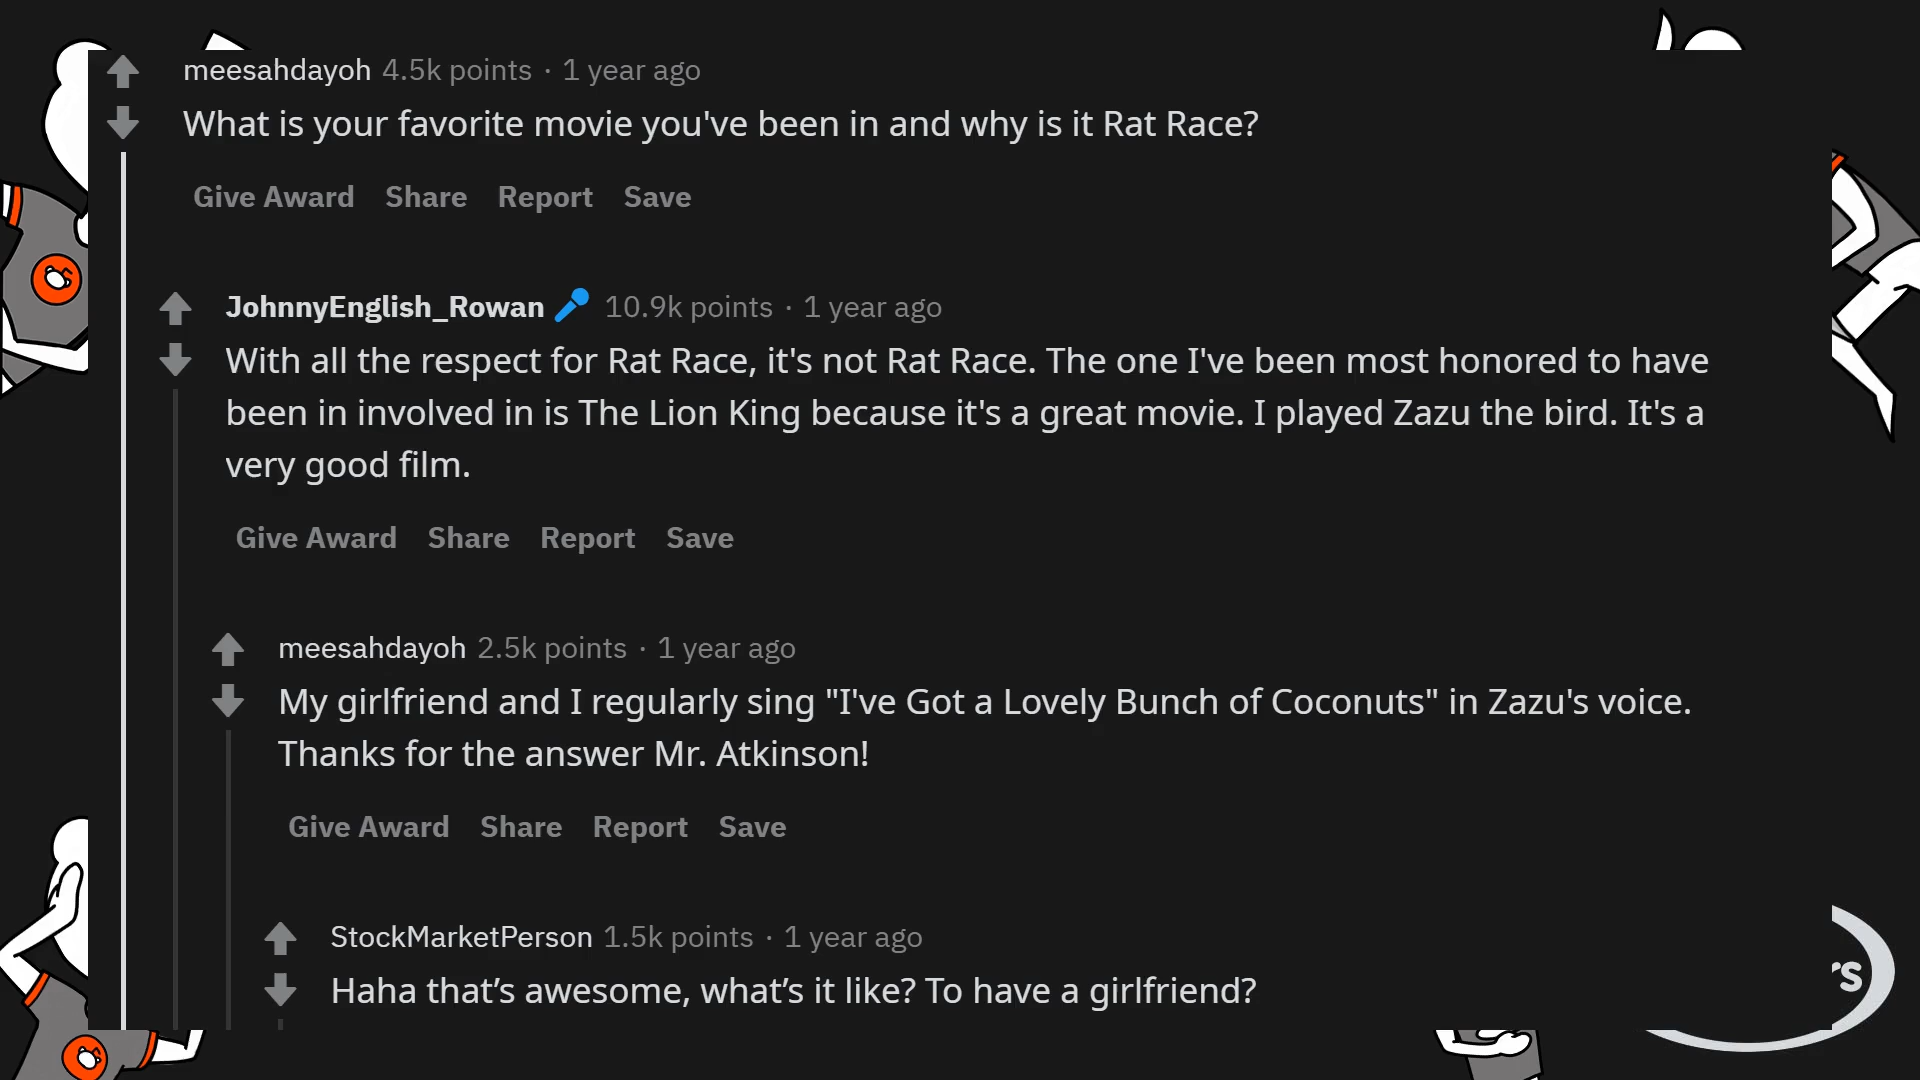 meesahdayoh 4.5k points · 1 year ago
What is your favorite movie you've been in and why is it Rat Race?
Give Award Share Report Save
JohnnyEnglish_Rowan 10.9k points · 1 year ago
With all the respect for Rat Race, it's not Rat Race. The one I've been most honored to have
been in involved in is The Lion King because it's a great movie. I played Zazu the bird. It's a
very good film.
Give Award Share Report Save
meesahdayoh 2.5k points · 1 year ago
My girlfriend and I regularly sing "I've Got a Lovely Bunch of Coconuts" in Zazu's voice.
Thanks for the answer Mr. Atkinson!
Give Award Share Report Save
StockMarketPerson 1.5k points · 1 year ago
Haha that’s awesome, what’s it like? To have a girlfriend?